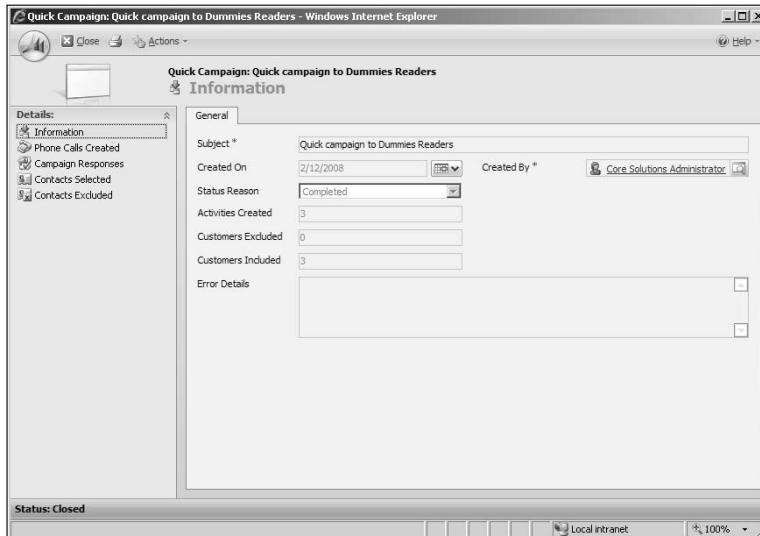 Quick Campaign: Quick campaign to Dummies Readers - Windows Internet Explorer
Close Actions Help
Quick Campaign: Quick campaign to Dummies Readers
Information
Details:
Information
Phone Calls Created
Campaign Responses
Contacts Selected
Contacts Excluded
General
Subject * Quick campaign to Dummies Readers
Created On 2/12/2008 Created By * Core Solutions Administrator
Status Reason Completed
Activities Created 3
Customers Excluded 0
Customers Included 3
Error Details
Status: Closed
Local intranet 100%